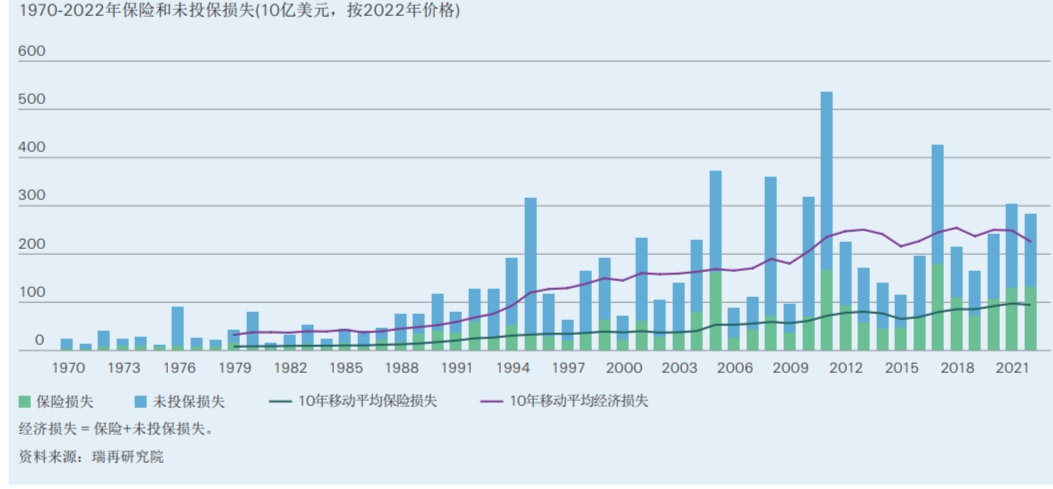 1970-2022年保险和未投保损失(10亿美元，按2022年价格)
600
500
400
300
200
100
0
1970 1973 1976 1979 1982 1985 1988 1991 1994 1997 2000 2003 2006 2009 2012 2015 2018 2021
保险损失 未投保损失 10年移动平均保险损失 10年移动平均经济损失
经济损失 = 保险+未投保损失。
资料来源：瑞再研究院